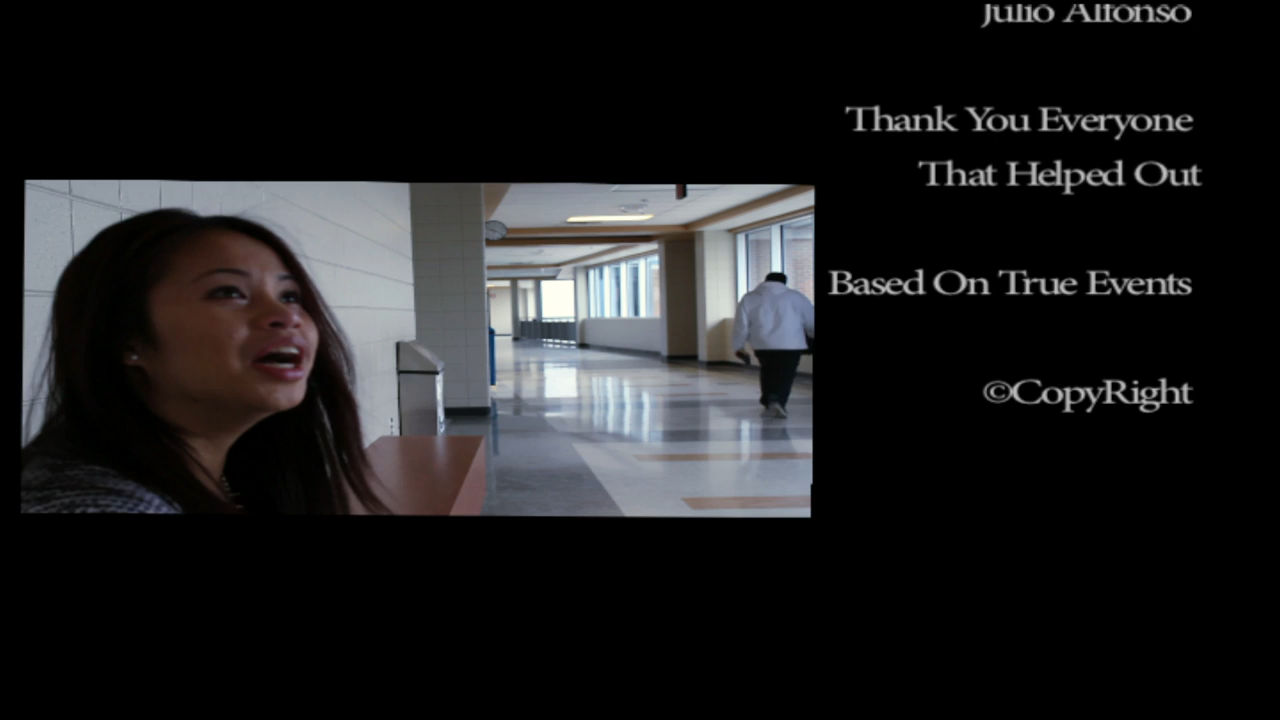 Julio Alfonso
Thank You Everyone
That Helped Out
Based On True Events
©CopyRight